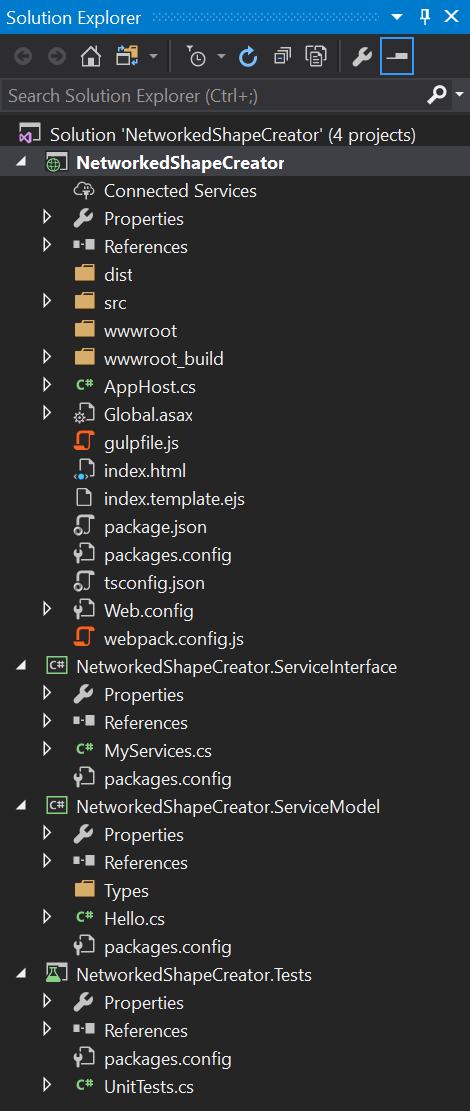 Solution Explorer
Search Solution Explorer (Ctrl+;)
Solution 'NetworkedShapeCreator' (4 projects)
NetworkedShapeCreator
Connected Services
Properties
References
dist
src
wwwroot
wwwroot_build
C# AppHost.cs
Global.asax
gulpfile.js
index.html
index.template.ejs
package.json
packages.config
tsconfig.json
Web.config
webpack.config.js
C# NetworkedShapeCreator.ServiceInterface
Properties
References
C# MyServices.cs
packages.config
C# NetworkedShapeCreator.ServiceModel
Properties
References
Types
C# Hello.cs
packages.config
NetworkedShapeCreator.Tests
Properties
References
packages.config
C# UnitTests.cs